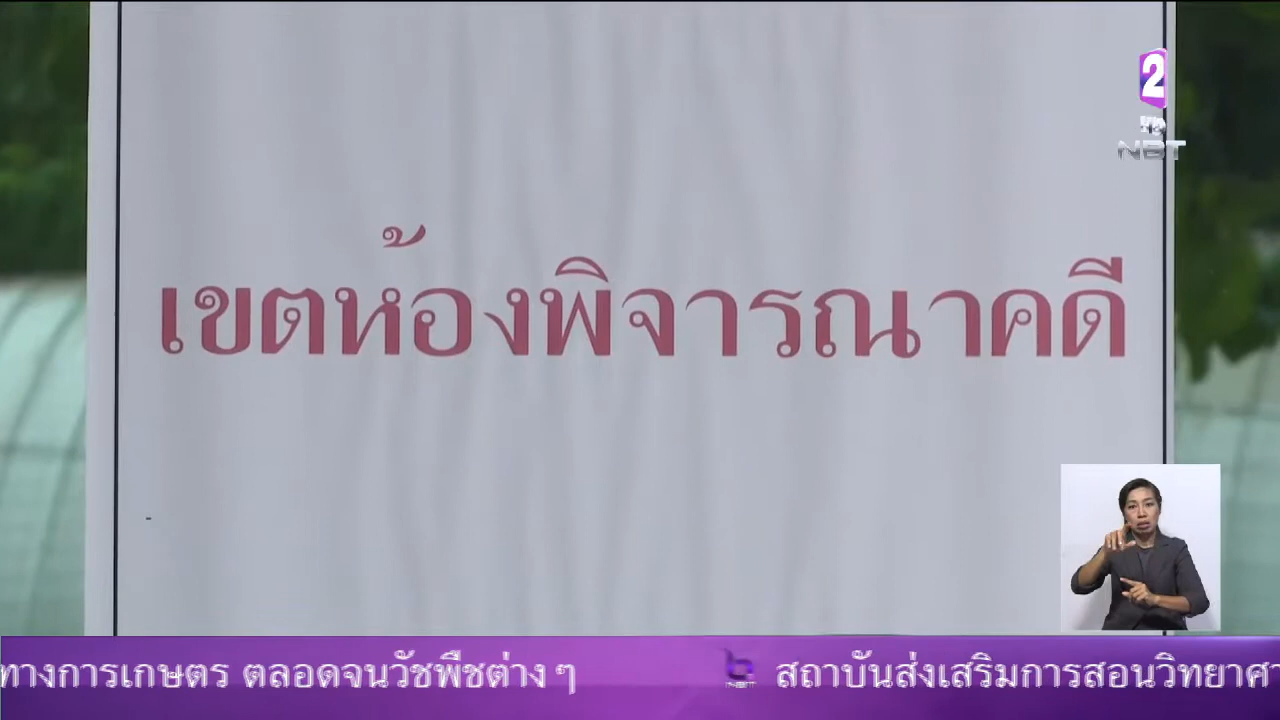 2
NBT
เขตห้องพิจารณาคดี
ทางการเกษตร ตลอดจนวัชพืชต่างๆ
สถาบันส่งเสริมการสอนวิทยาศา